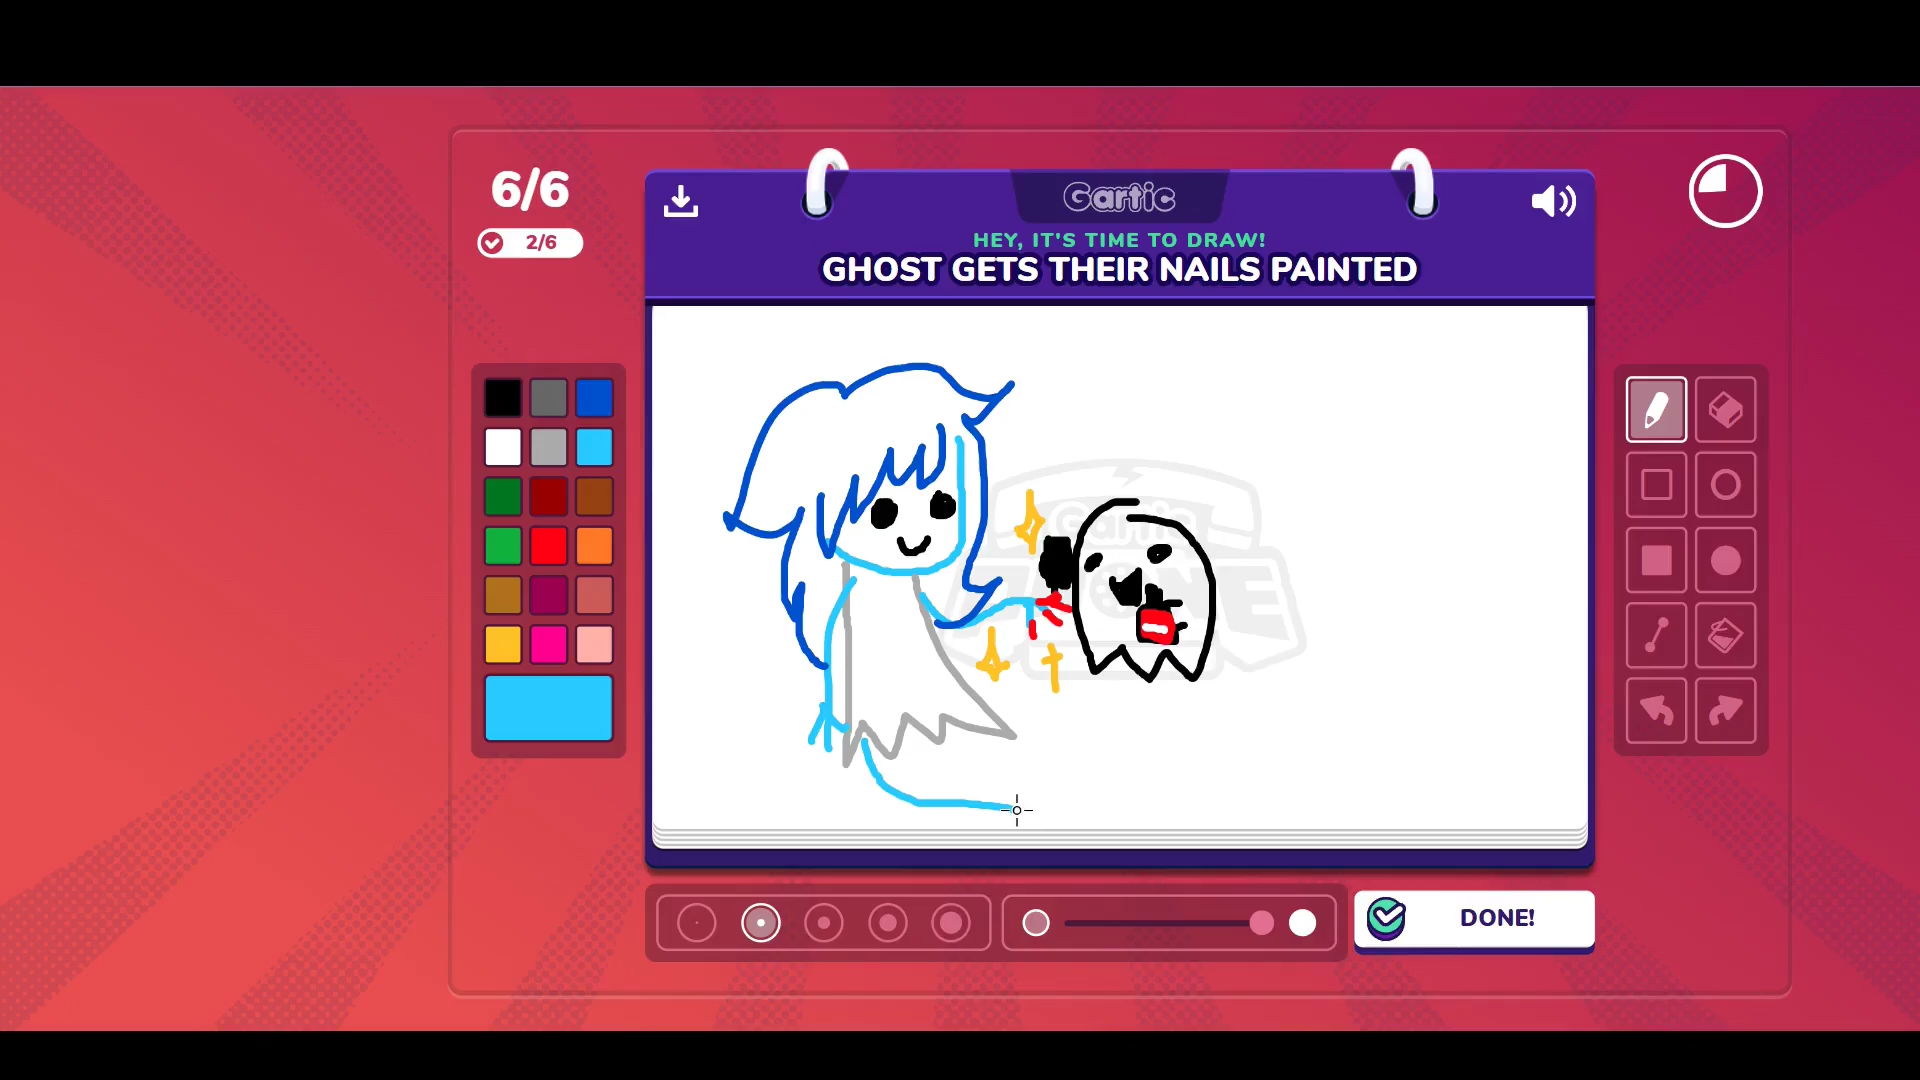 6/6
2/6
Gartic
HEY, IT'S TIME TO DRAW!
GHOST GETS THEIR NAILS PAINTED
DONE!